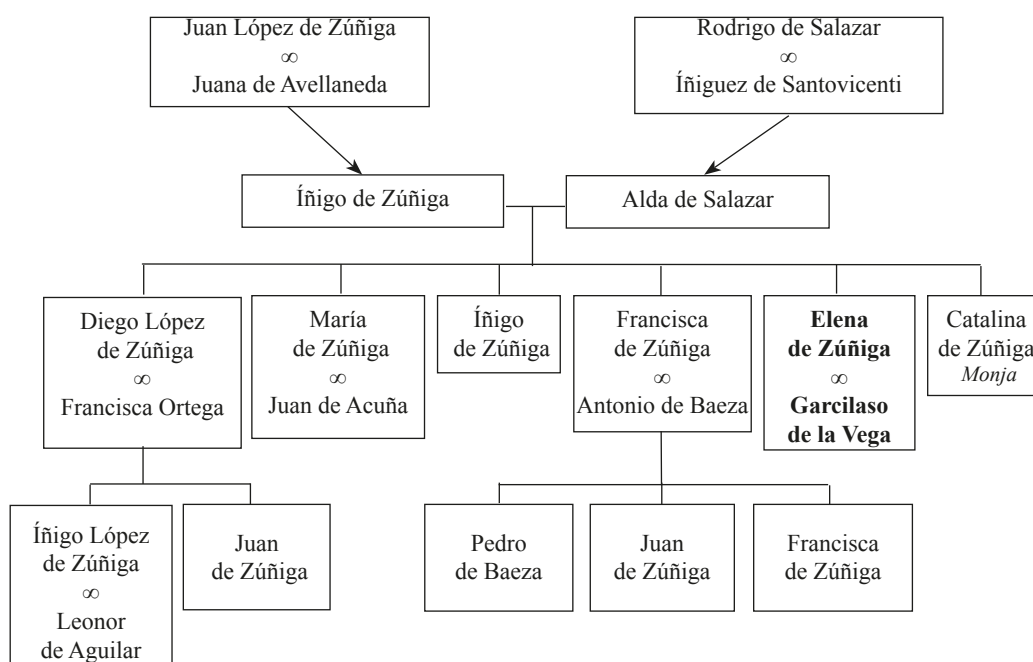 Juan López de Zúñiga
∞
Juana de Avellaneda
Rodrigo de Salazar
∞
Íñiguez de Santovicenti
Íñigo de Zúñiga
Alda de Salazar
Diego López
de Zúñiga
∞
Francisca Ortega
María
de Zúñiga
∞
Juan de Acuña
Íñigo
de Zúñiga
Francisca
de Zúñiga
∞
Antonio de Baeza
Elena
de Zúñiga
∞
Garcilaso
de la Vega
Catalina
de Zúñiga
Monja
Íñigo López
de Zúñiga
∞
Leonor
de Aguilar
Juan
de Zúñiga
Pedro
de Baeza
Juan
de Zúñiga
Francisca
de Zúñiga